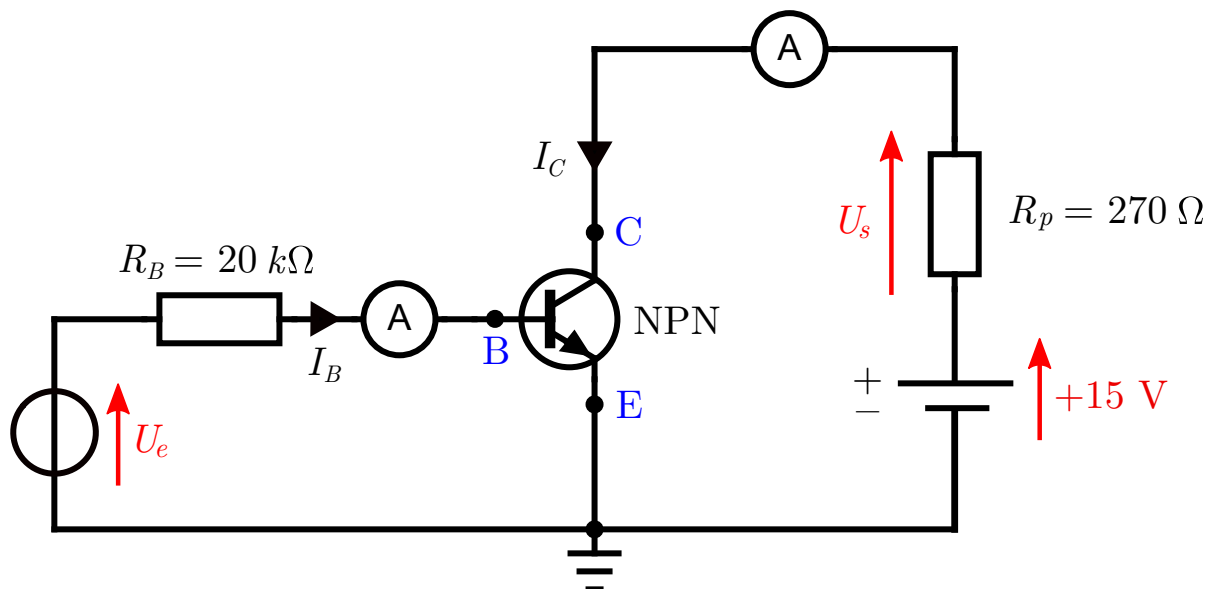 A
I_C
C
U_s
R_p = 270 Ω
R_B = 20 kΩ
A
NPN
I_B
B
E
+
−
+15 V
U_e